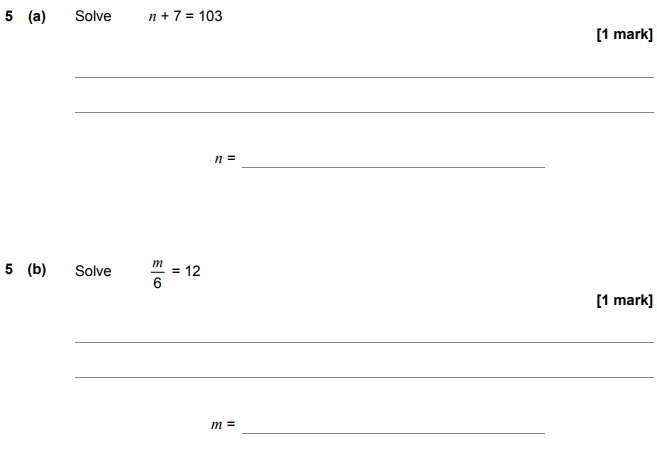 5 (a) Solve n + 7 = 103
[1 mark]
n =
5 (b) Solve m/6 = 12
[1 mark]
m =